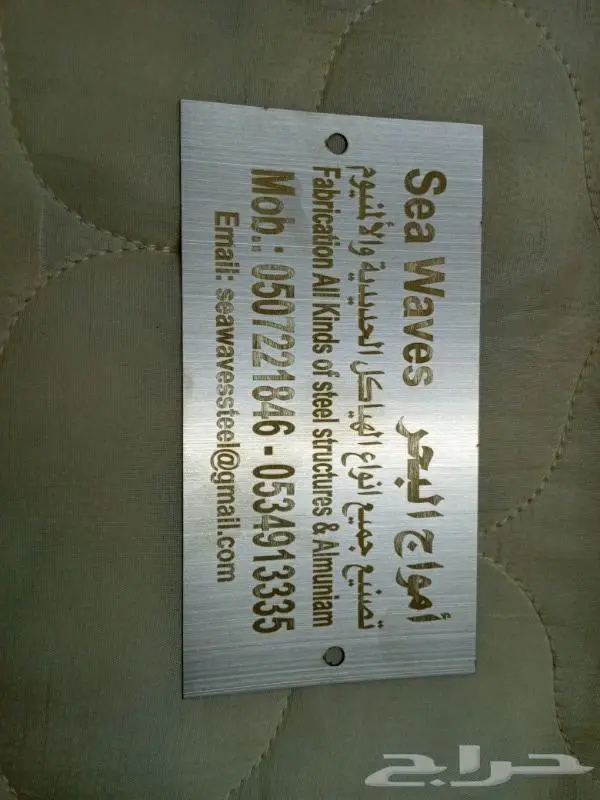 Sea Waves أمواج البحر
تصنيع جميع انواع الهياكل الحديدية والألمنيوم
Fabrication All Kinds of steel structures & Almuniam
Mob.: 0507221846 - 0534913335
Email: seawavessteel@gmail.com
حراج